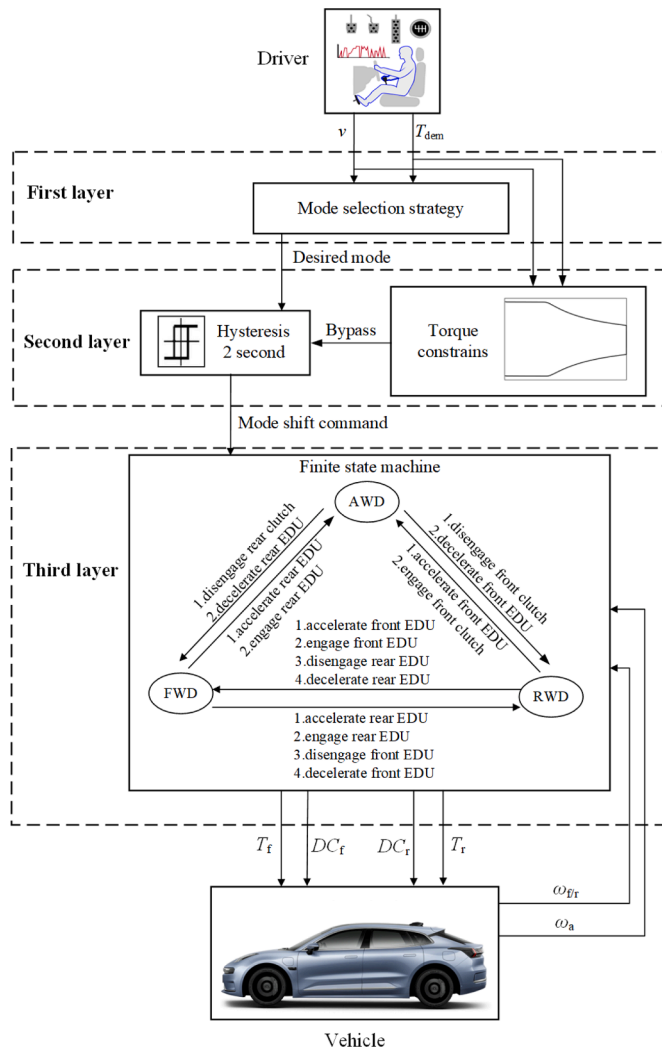 Driver
v
T_dem
First layer
Mode selection strategy
Desired mode
Second layer
Hysteresis
2 second
Bypass
Torque
constrains
Mode shift command
Third layer
Finite state machine
AWD
1.disengage rear clutch
2.decelerate rear EDU
1.accelerate rear EDU
2.engage rear EDU
1.disengage front clutch
2.decelerate front EDU
1.accelerate front EDU
2.engage front clutch
1.accelerate front EDU
2.engage front EDU
3.disengage rear EDU
4.decelerate rear EDU
FWD
RWD
1.accelerate rear EDU
2.engage rear EDU
3.disengage front EDU
4.decelerate front EDU
T_f
DC_f
DC_r
T_r
ω_f/r
ω_a
Vehicle